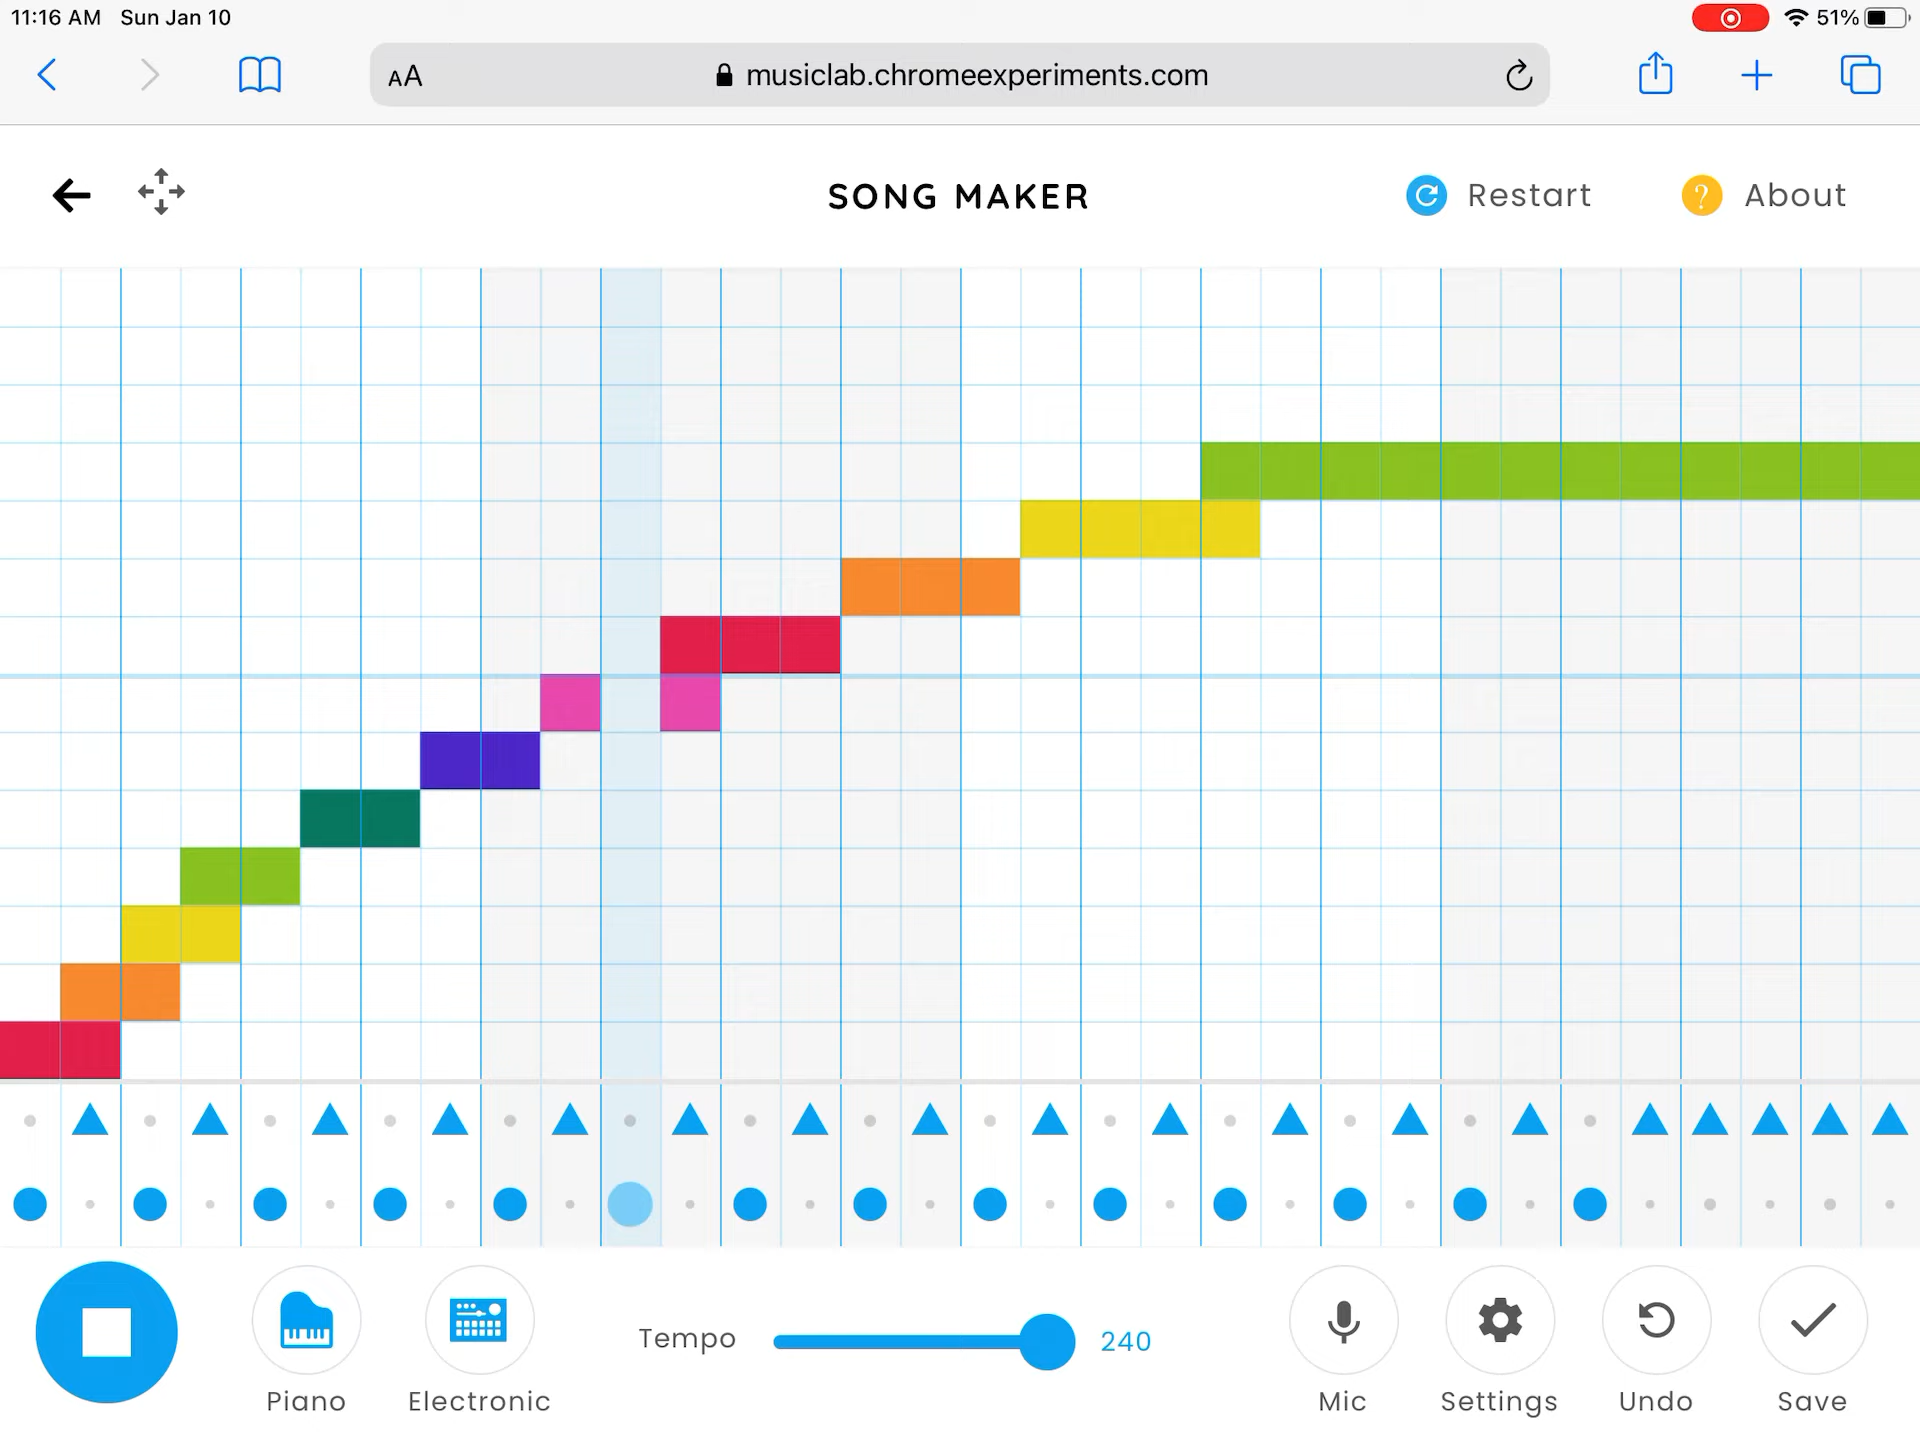 11:16 AM Sun Jan 10
51%
AA musiclab.chromeexperiments.com
SONG MAKER
Restart
? About
Tempo 240
Piano
Electronic
Mic
Settings
Undo
Save